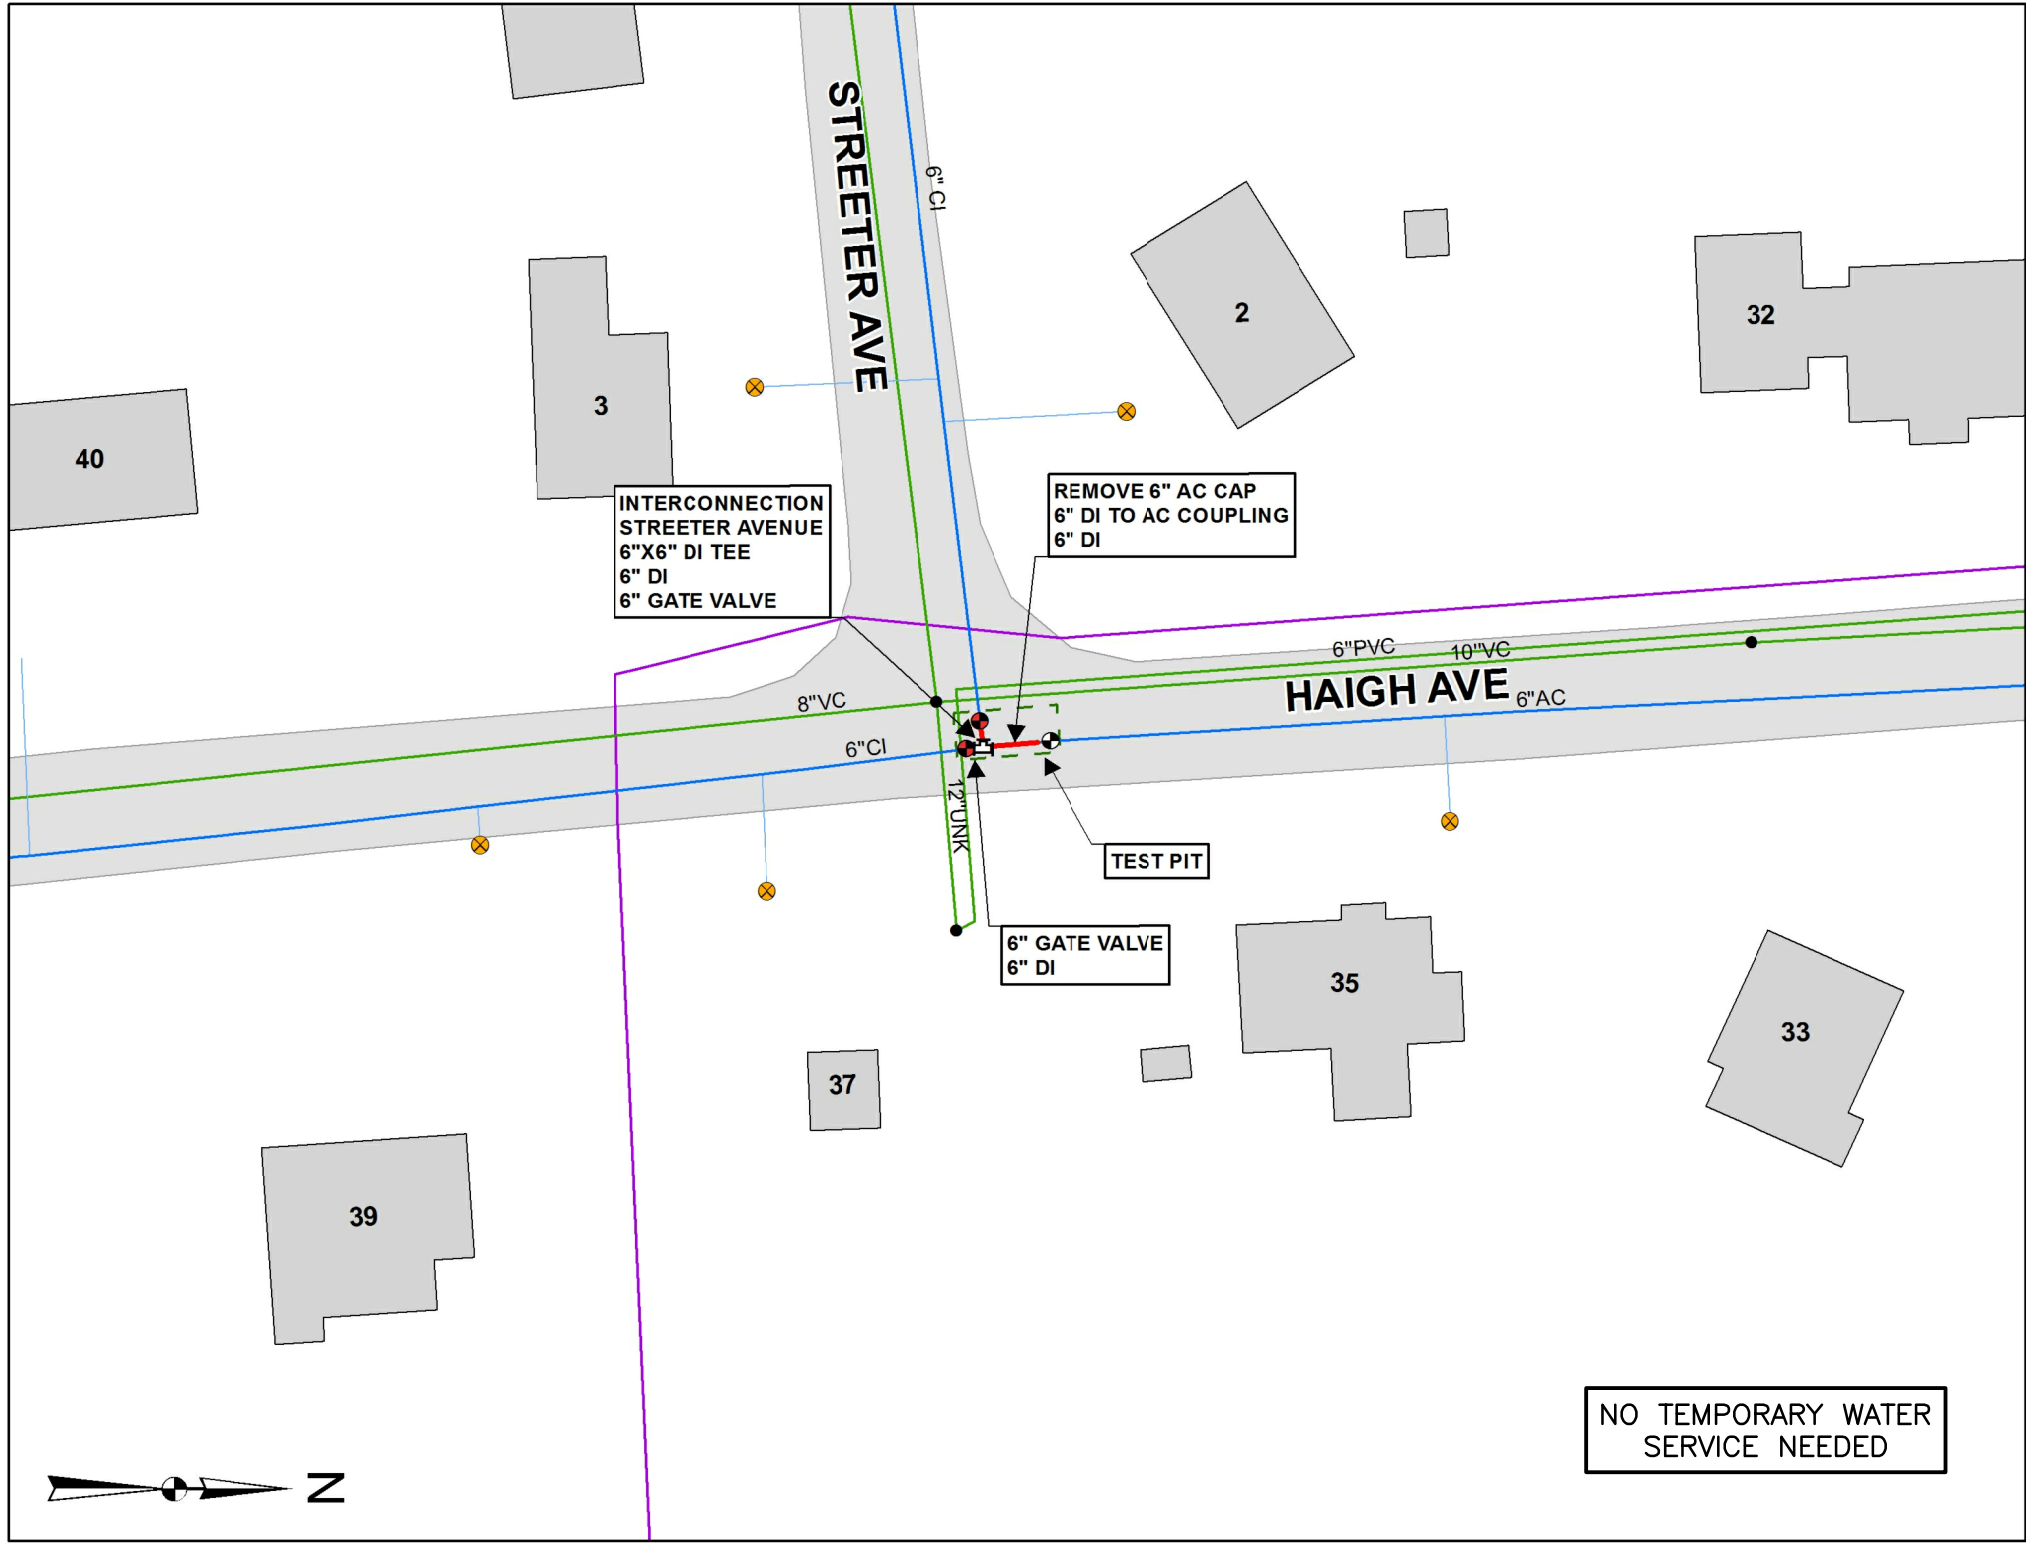 STREETER AVE
6" CI
2
32
3
40
INTERCONNECTION
STREETER AVENUE
6"X6" DI TEE
6" DI
6" GATE VALVE
REMOVE 6" AC CAP
6" DI TO AC COUPLING
6" DI
6"PVC
10"VC
HAIGH AVE
6"AC
8"VC
6"CI
12"UNK
TEST PIT
6" GATE VALVE
6" DI
35
33
37
39
NO TEMPORARY WATER
SERVICE NEEDED
N